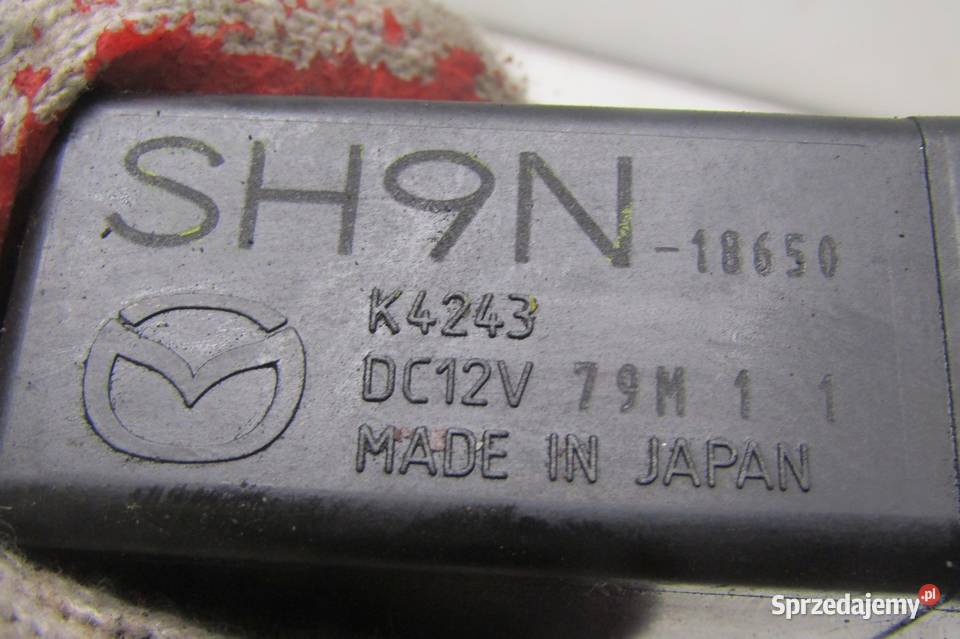 SH9N-18650
K4243
DC12V 79M 1 1
MADE IN JAPAN
Sprzedajemy.pl